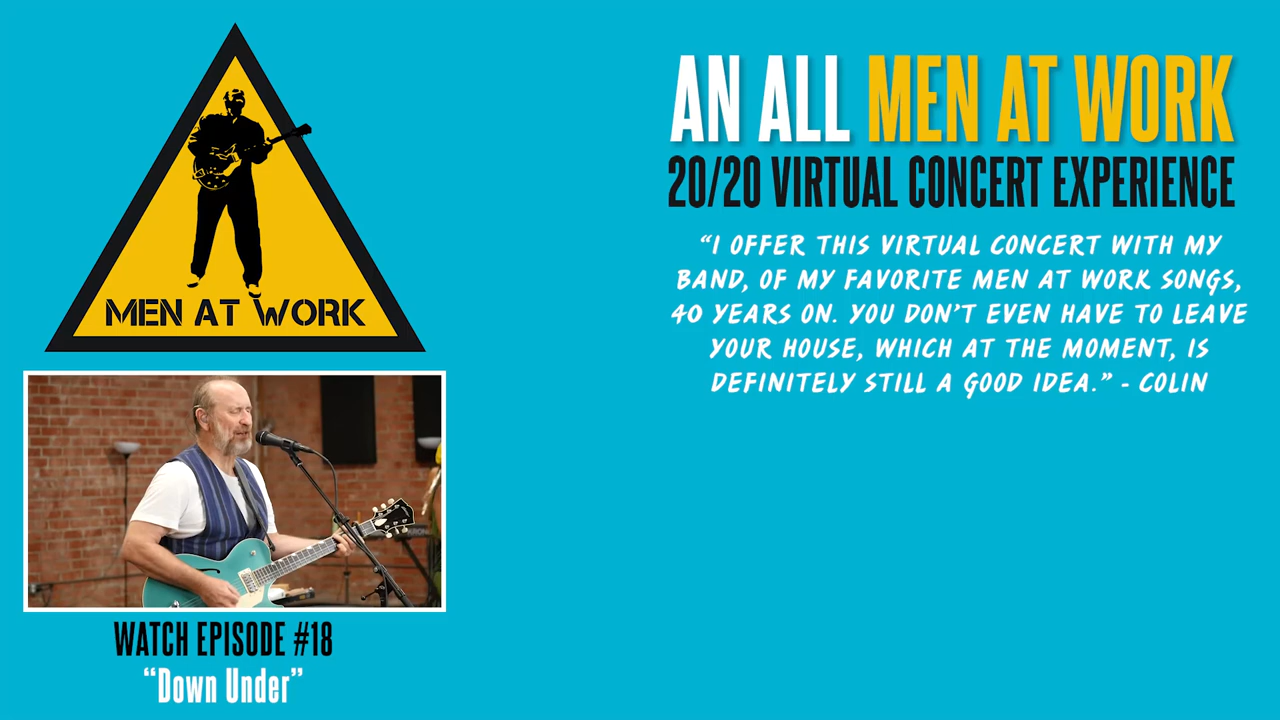 MEN AT WORK
WATCH EPISODE #18
“Down Under”
AN ALL MEN AT WORK
20/20 VIRTUAL CONCERT EXPERIENCE
“I OFFER THIS VIRTUAL CONCERT WITH MY
BAND, OF MY FAVORITE MEN AT WORK SONGS,
40 YEARS ON. YOU DON’T EVEN HAVE TO LEAVE
YOUR HOUSE, WHICH AT THE MOMENT, IS
DEFINITELY STILL A GOOD IDEA.” - COLIN